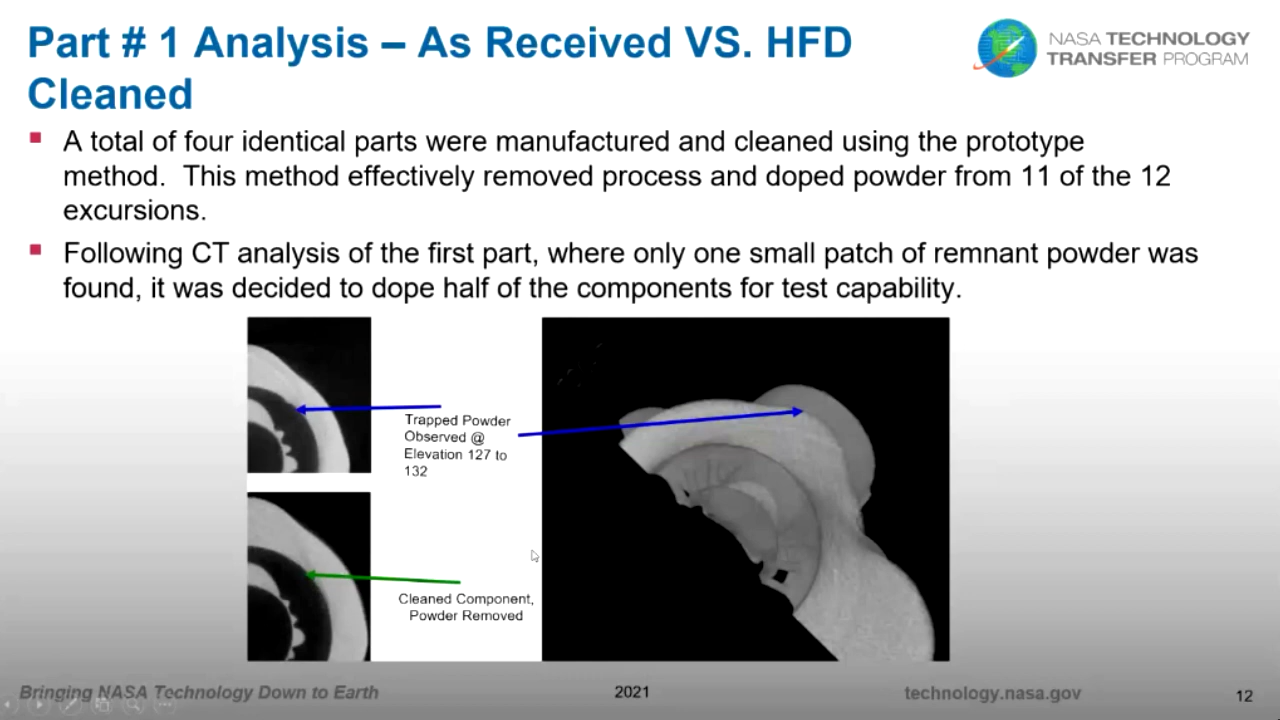 Part # 1 Analysis – As Received VS. HFD
Cleaned
NASA TECHNOLOGY
TRANSFER PROGRAM
▪ A total of four identical parts were manufactured and cleaned using the prototype
method.  This method effectively removed process and doped powder from 11 of the 12
excursions.
▪ Following CT analysis of the first part, where only one small patch of remnant powder was
found, it was decided to dope half of the components for test capability.
Trapped Powder
Observed @
Elevation 127 to
132
Cleaned Component,
Powder Removed
Bringing NASA Technology Down to Earth
2021
technology.nasa.gov
12